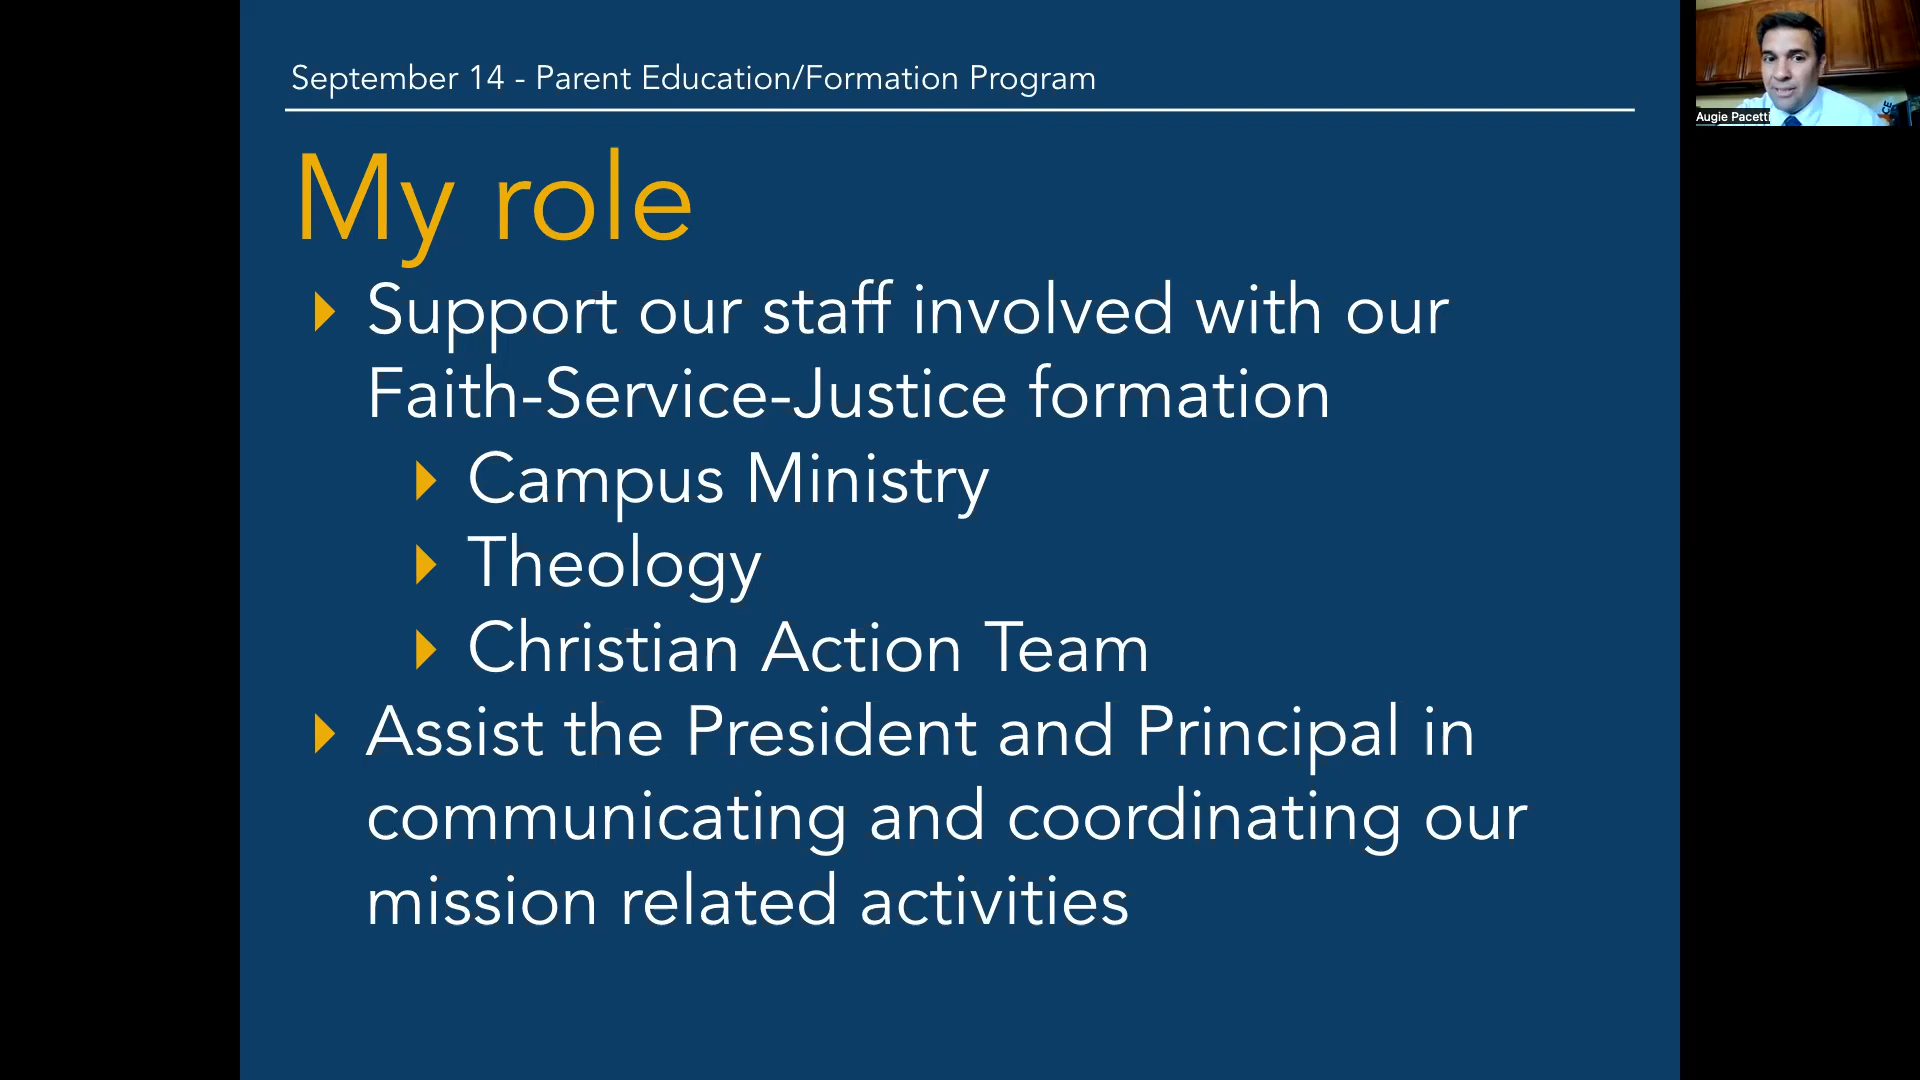 September 14 - Parent Education/Formation Program
My role
Support our staff involved with our
Faith-Service-Justice formation
Campus Ministry
Theology
Christian Action Team
Assist the President and Principal in
communicating and coordinating our
mission related activities
Augie Pacetti